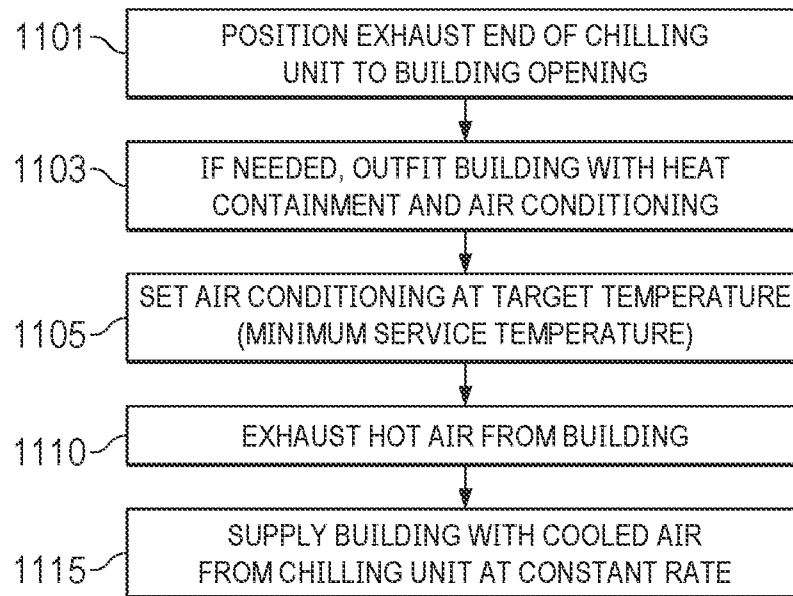 1101
POSITION EXHAUST END OF CHILLING
UNIT TO BUILDING OPENING
1103
IF NEEDED, OUTFIT BUILDING WITH HEAT
CONTAINMENT AND AIR CONDITIONING
1105
SET AIR CONDITIONING AT TARGET TEMPERATURE
(MINIMUM SERVICE TEMPERATURE)
1110
EXHAUST HOT AIR FROM BUILDING
1115
SUPPLY BUILDING WITH COOLED AIR
FROM CHILLING UNIT AT CONSTANT RATE